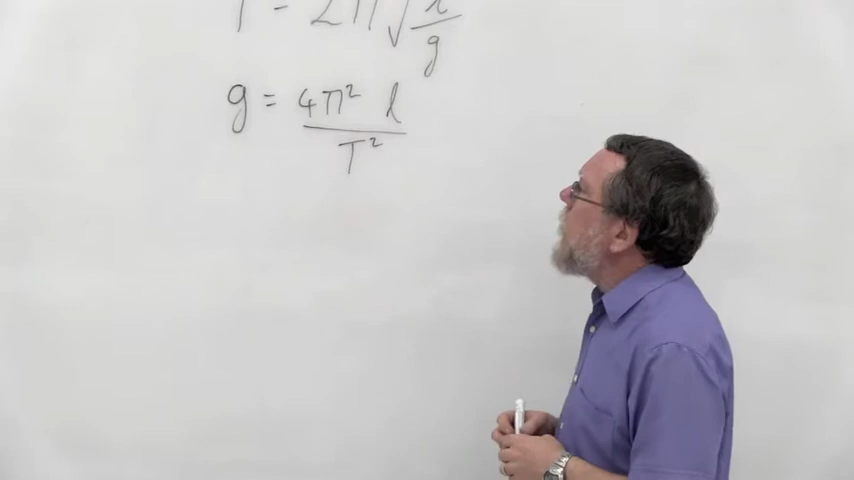 T = 2π√l/g
g = 4π² l / T²